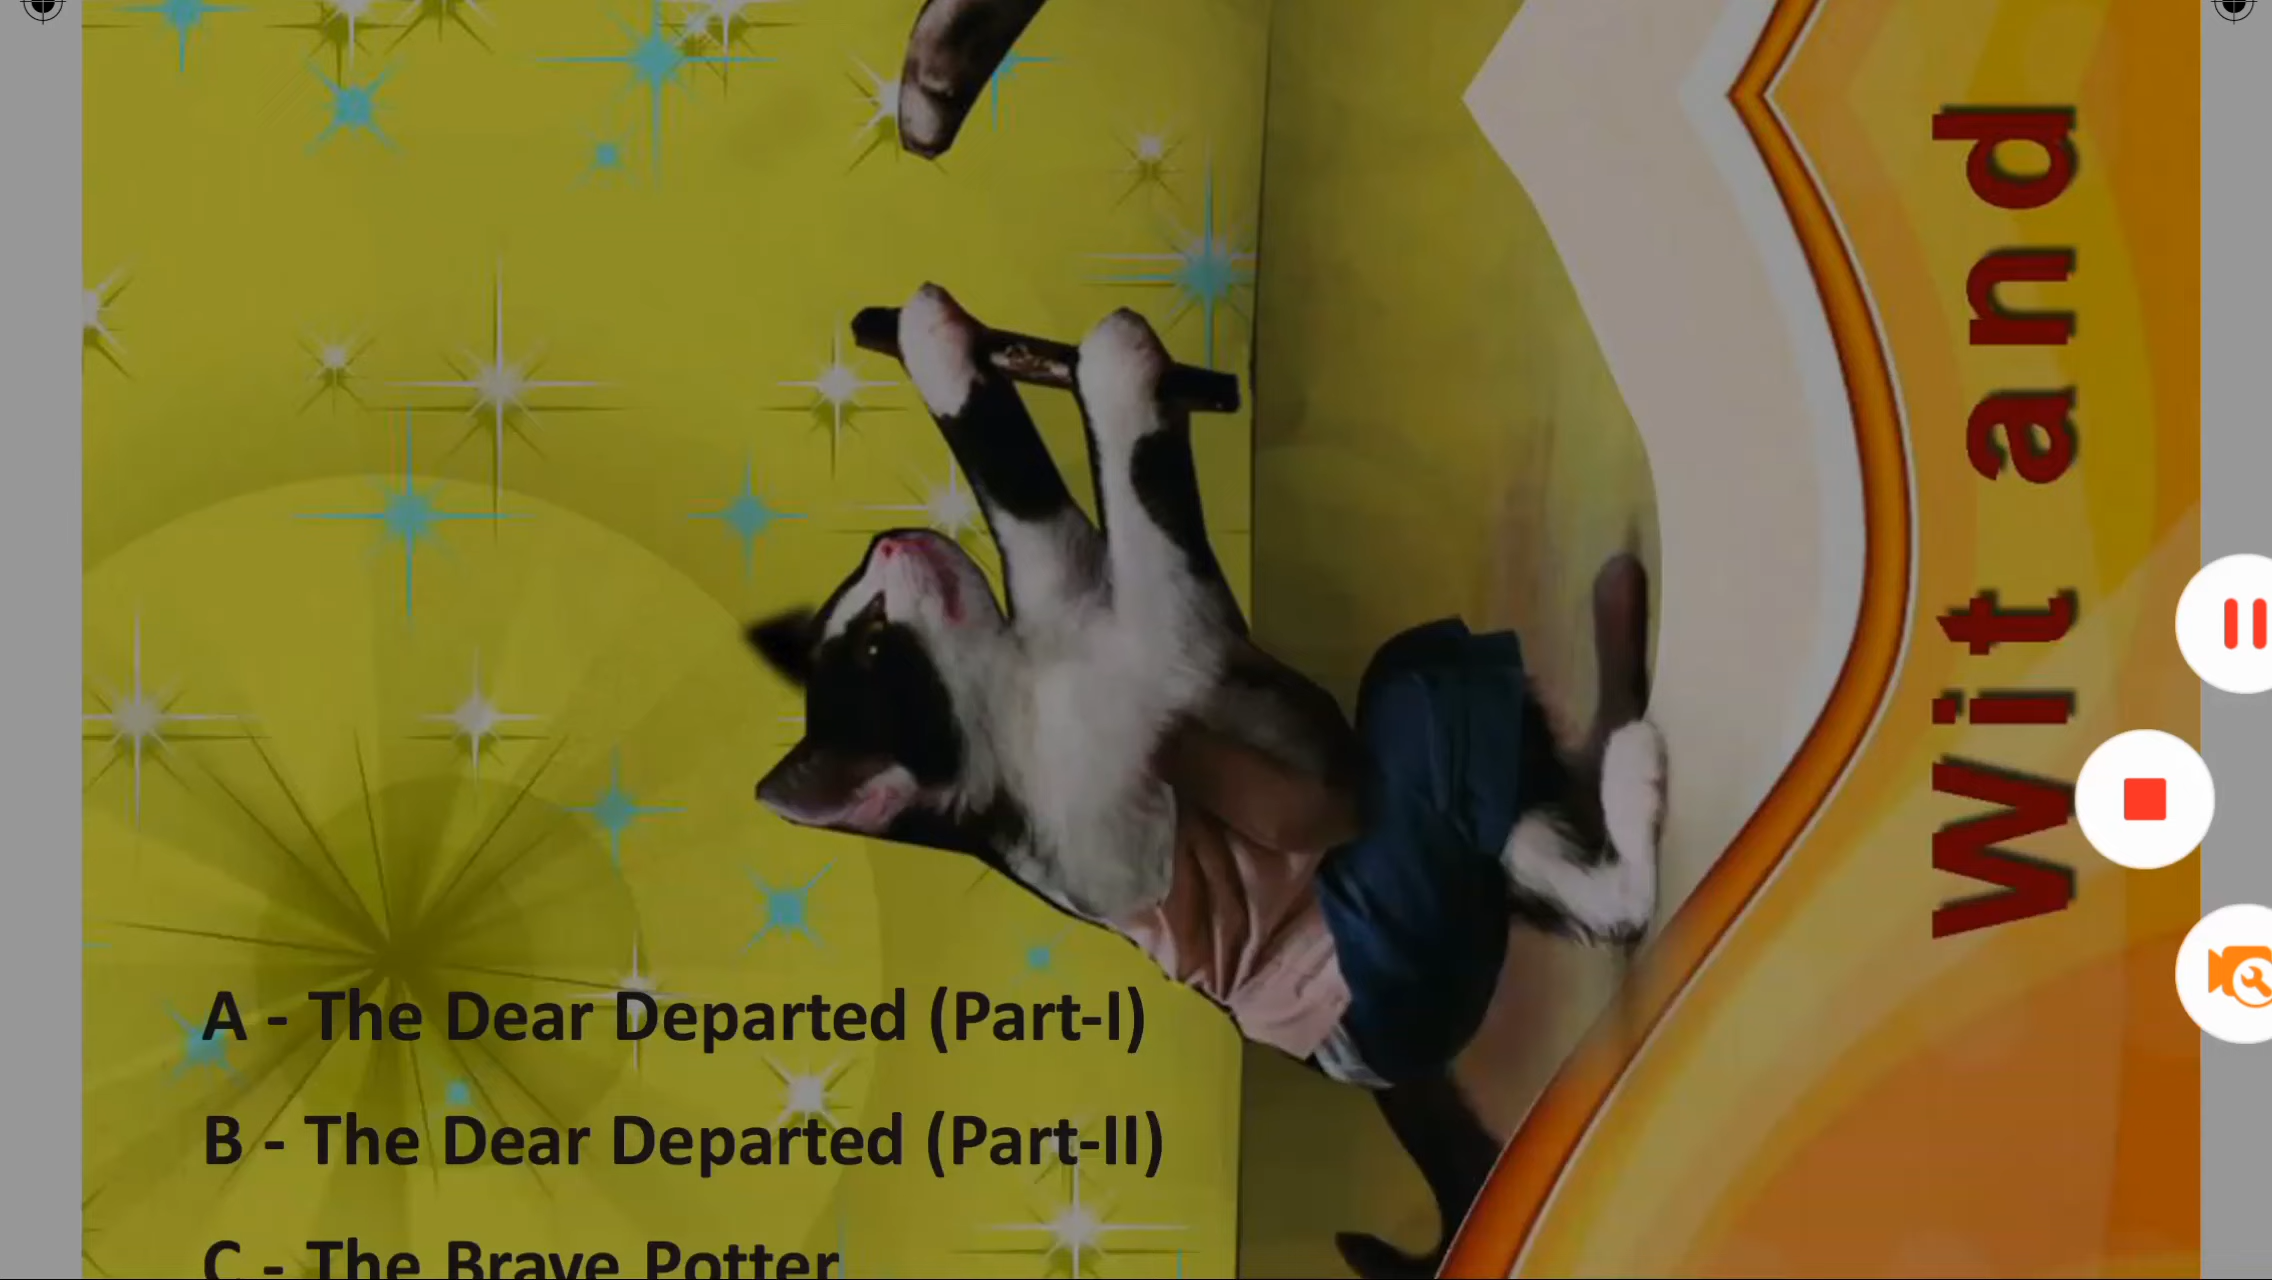 Wit and
A - The Dear Departed (Part-I)
B - The Dear Departed (Part-II)
C - The Brave Potter